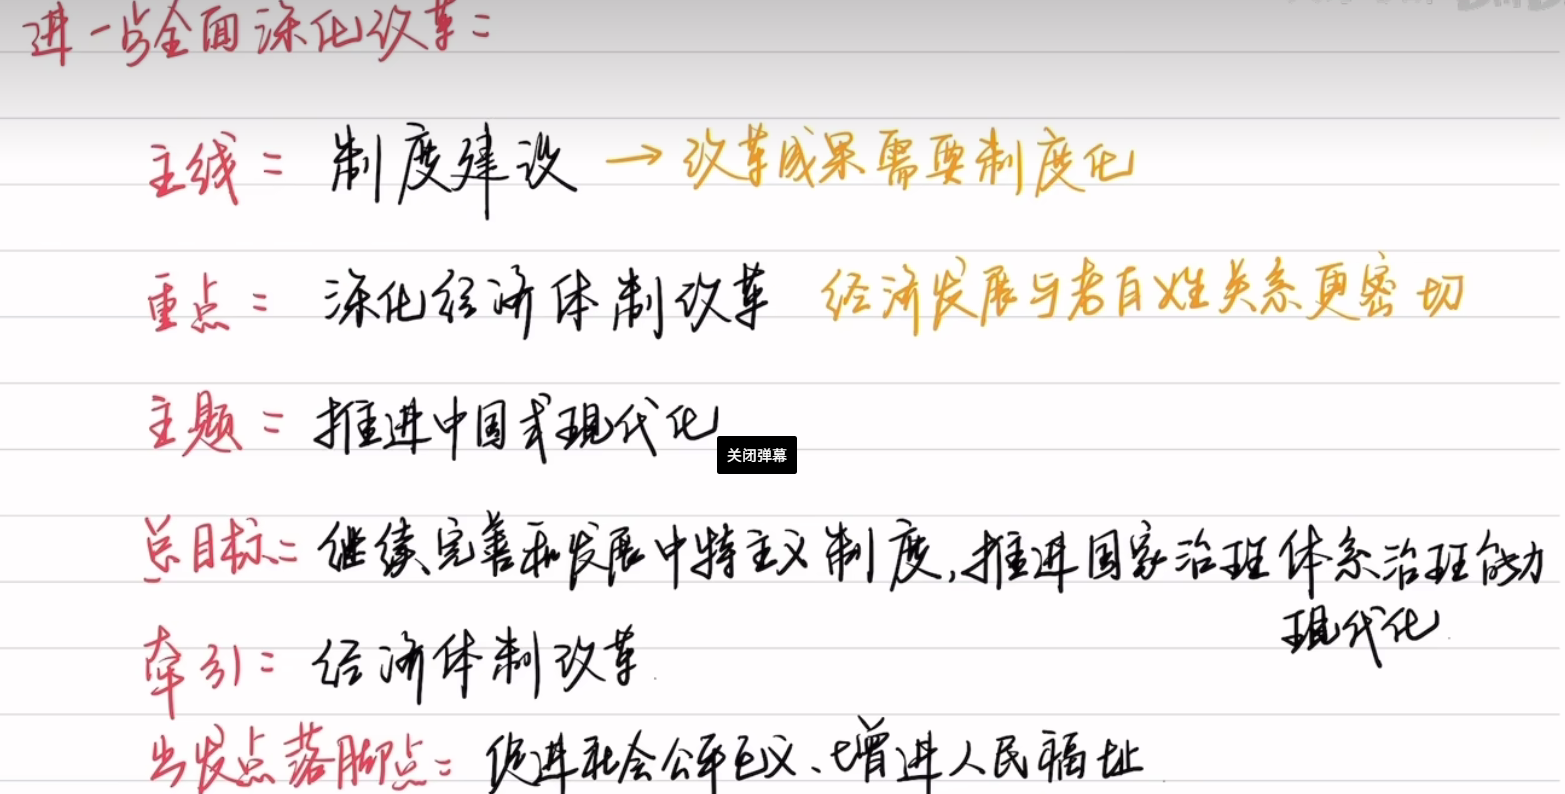 进一步全面深化改革：
主线： 制度建设 → 改革成果需要制度化
重点： 深化经济体制改革 经济发展与老百姓关系更密切
主题： 推进中国式现代化
关闭弹幕
总目标： 继续完善和发展中特主义制度，推进国家治理体系治理能力
现代化
牵引： 经济体制改革
出发点落脚点： 促进社会公平正义、增进人民福祉